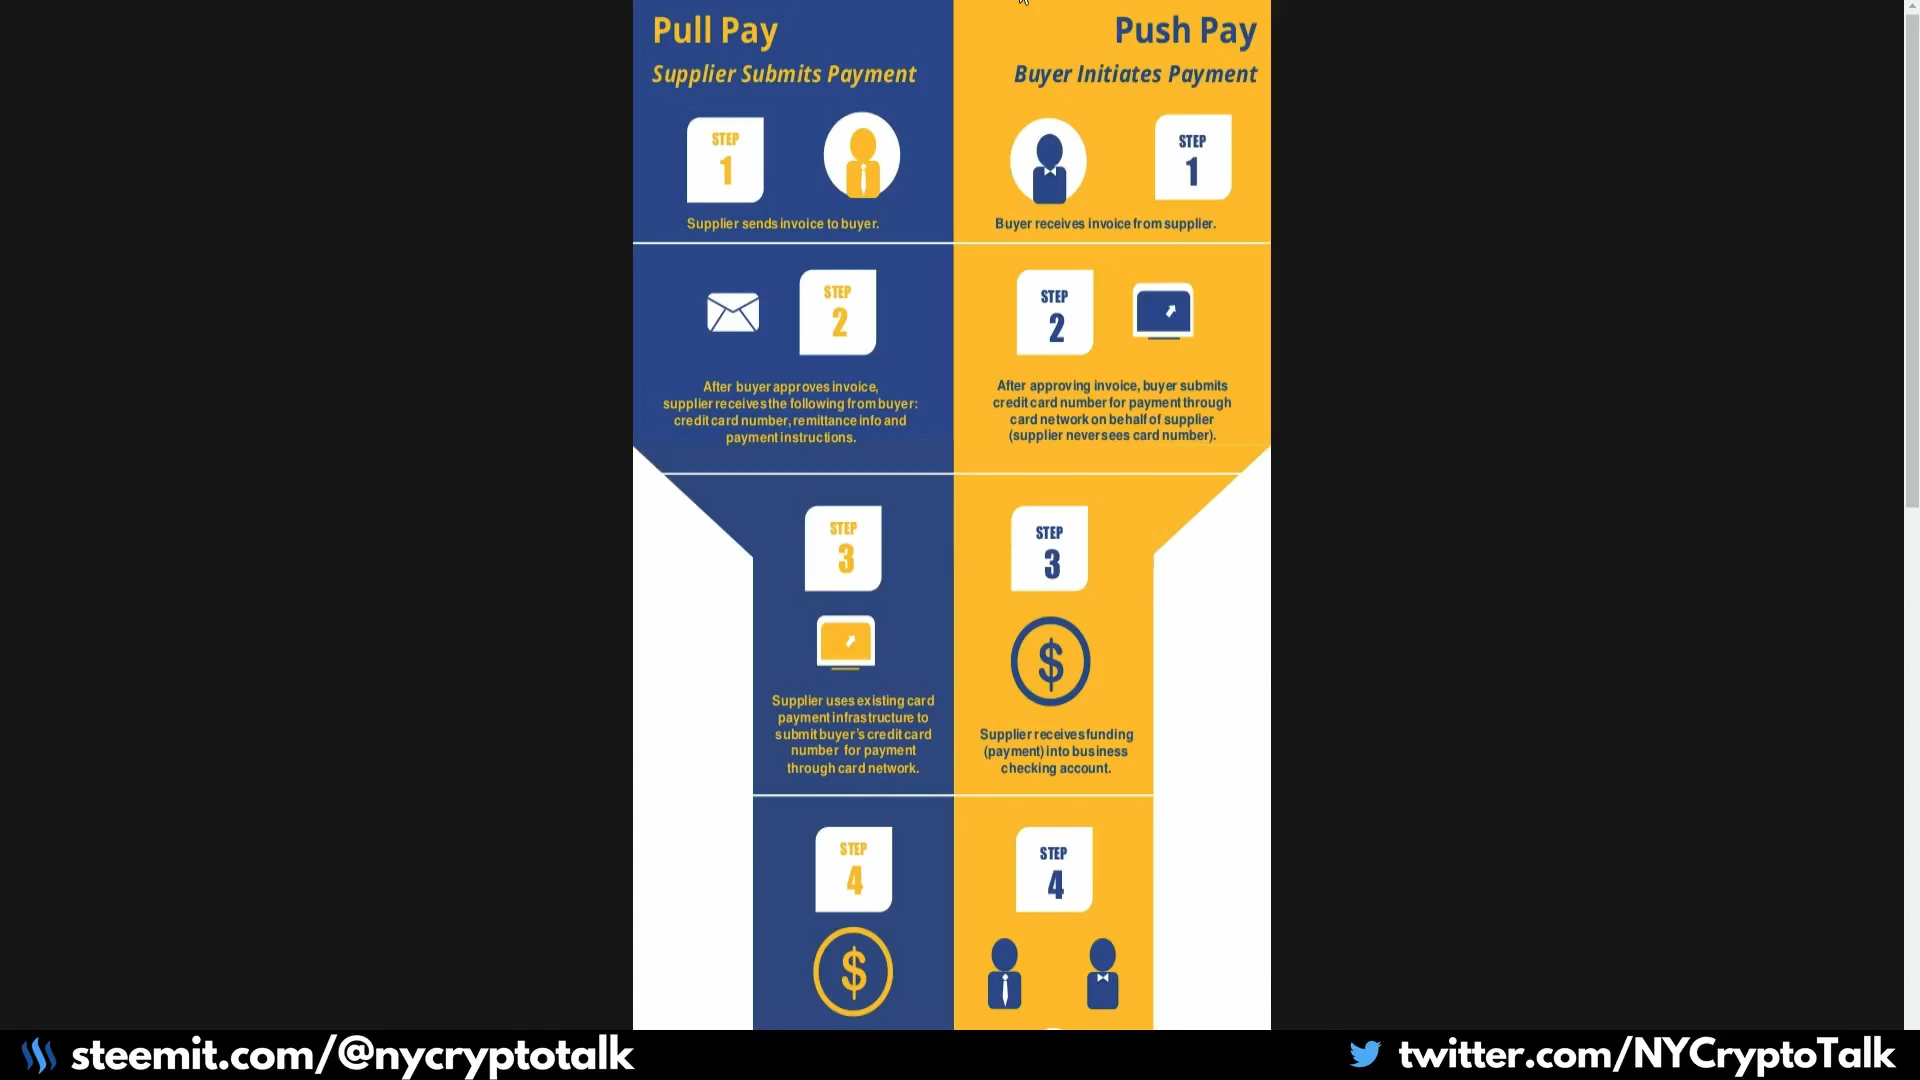 Pull Pay
Supplier Submits Payment
STEP
1
Supplier sends invoice to buyer.
STEP
2
After buyer approves invoice,
supplier receives the following from buyer:
credit card number, remittance info and
payment instructions.
STEP
3
Supplier uses existing card
payment infrastructure to
submit buyer's credit card
number for payment
through card network.
STEP
4
$
Push Pay
Buyer Initiates Payment
STEP
1
Buyer receives invoice from supplier.
STEP
2
After approving invoice, buyer submits
credit card number for payment through
card network on behalf of supplier
(supplier never sees card number).
STEP
3
$
Supplier receives funding
(payment) into business
checking account.
STEP
4
steemit.com/@nycryptotalk
twitter.com/NYCryptoTalk